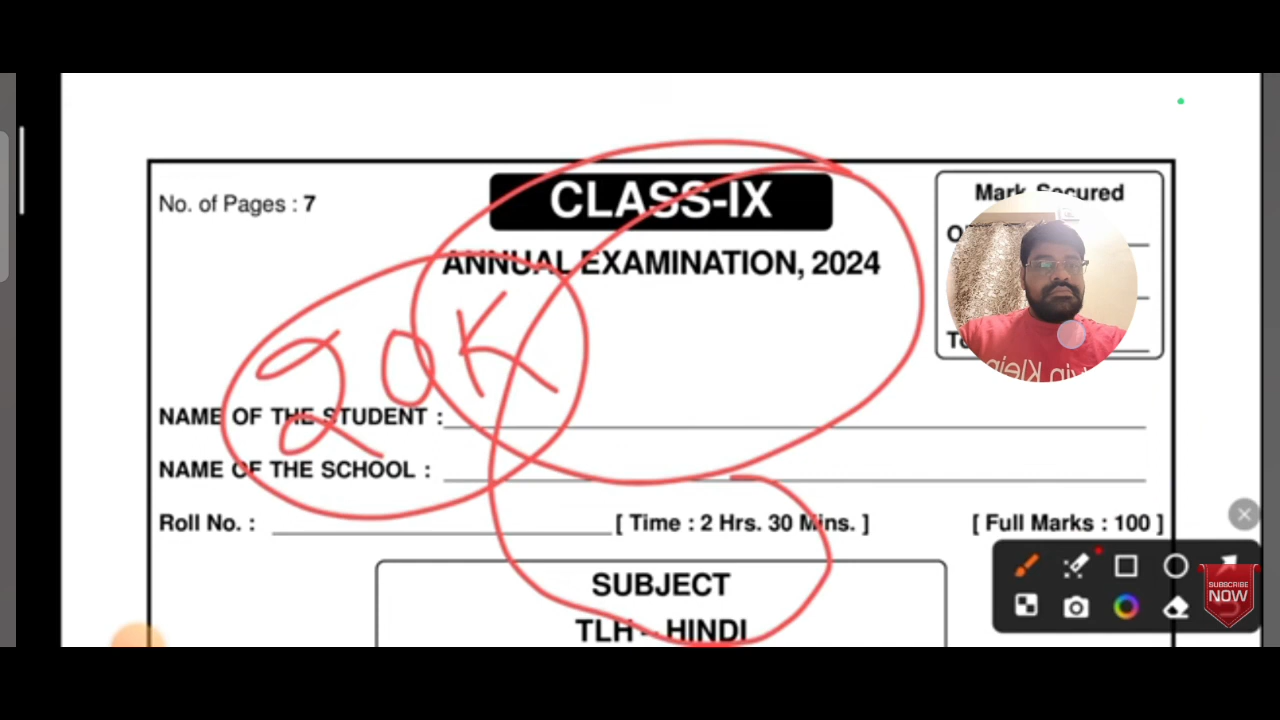 No. of Pages : 7
CLASS-IX
ANNUAL EXAMINATION, 2024
Mark Secured
20K
NAME OF THE STUDENT :
NAME OF THE SCHOOL :
Roll No. :
[ Time : 2 Hrs. 30 Mins. ]
[ Full Marks : 100 ]
SUBJECT
TLH - HINDI
SUBSCRIBE
NOW